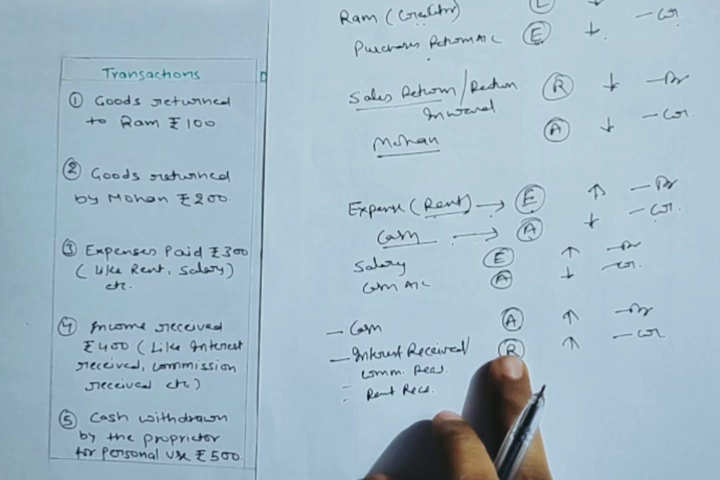 Transactions
① Goods returned
to Ram ₹100
② Goods returned
by Mohan ₹200.
③ Expenses Paid ₹300
(Like Rent, Salary)
etc.
④ Income received
₹400 (Like Interest
received, commission
received etc)
⑤ Cash withdrawn
by the proprietor
for personal use ₹500.
Ram (Creditor) L
Purchases Return A/c E ↓ - Cr.
Sales Return / Return R ↓ - Dr
Inward
Mohan A ↓ - Cr.
Expense (Rent) → E ↑ - Dr
Cash → A ↓ - Cr.
Salary E ↑ - Dr
Cash A/c A ↓ - Cr.
- Cash A ↑ - Dr
- Interest Received / R ↑ - Cr
Comm. Recd.
Rent Recd.